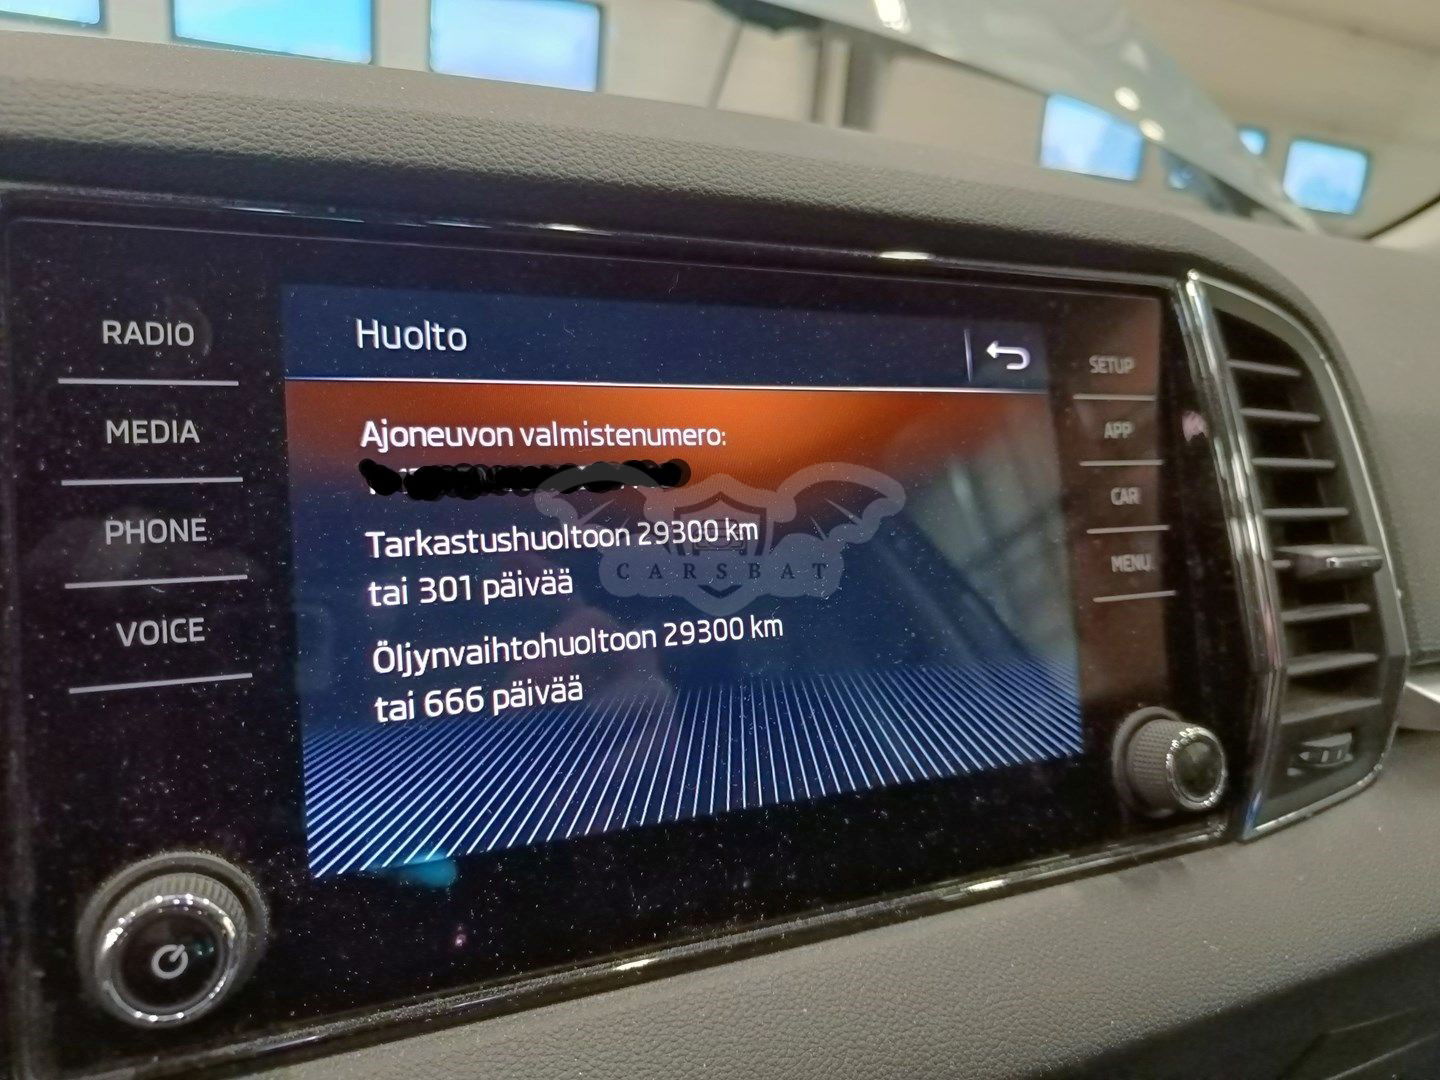 RADIO
MEDIA
PHONE
VOICE
Huolto
Ajoneuvon valmistenumero:
Tarkastushuoltoon 29300 km
tai 301 päivää
Öljynvaihtohuoltoon 29300 km
tai 666 päivää
SETUP
APP
CAR
MENU
CARSBAT